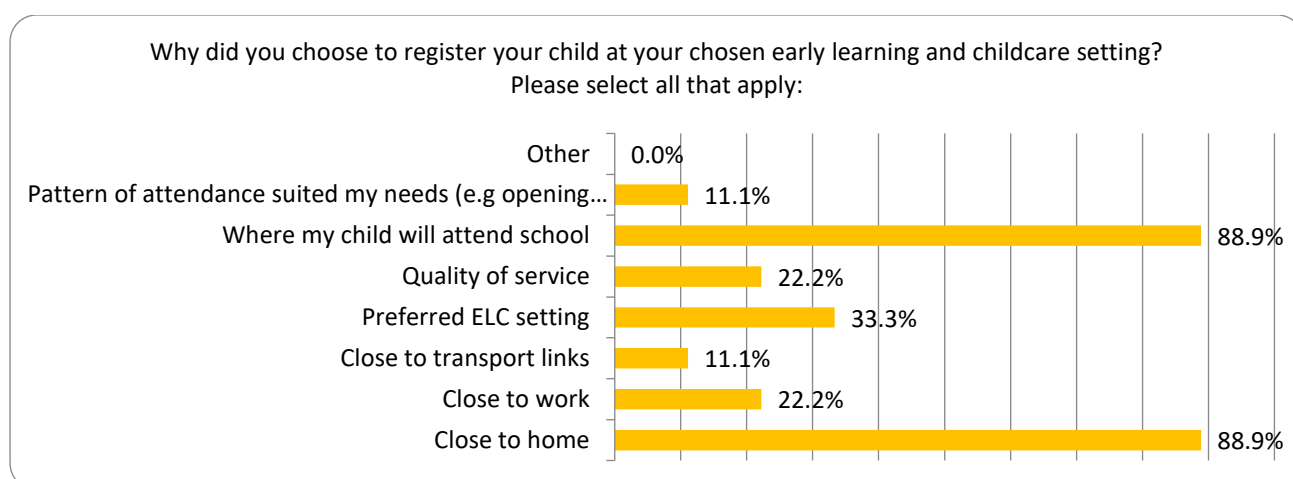 Why did you choose to register your child at your chosen early learning and childcare setting?
Please select all that apply:
Other 0.0%
Pattern of attendance suited my needs (e.g opening... 11.1%
Where my child will attend school 88.9%
Quality of service 22.2%
Preferred ELC setting 33.3%
Close to transport links 11.1%
Close to work 22.2%
Close to home 88.9%